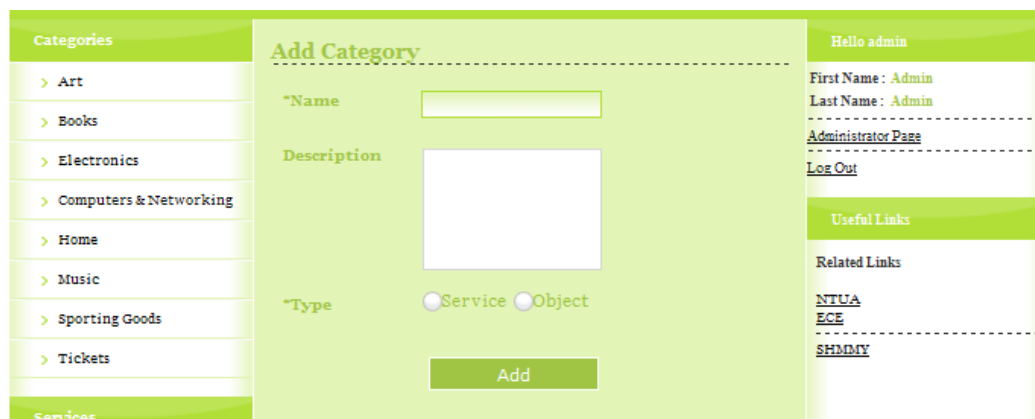 Categories
Art
Books
Electronics
Computers & Networking
Home
Music
Sporting Goods
Tickets
Services
Add Category
*Name
Description
*Type
Service Object
Add
Hello admin
First Name : Admin
Last Name : Admin
Administrator Page
Log Out
Useful Links
Related Links
NTUA
ECE
SHMMY